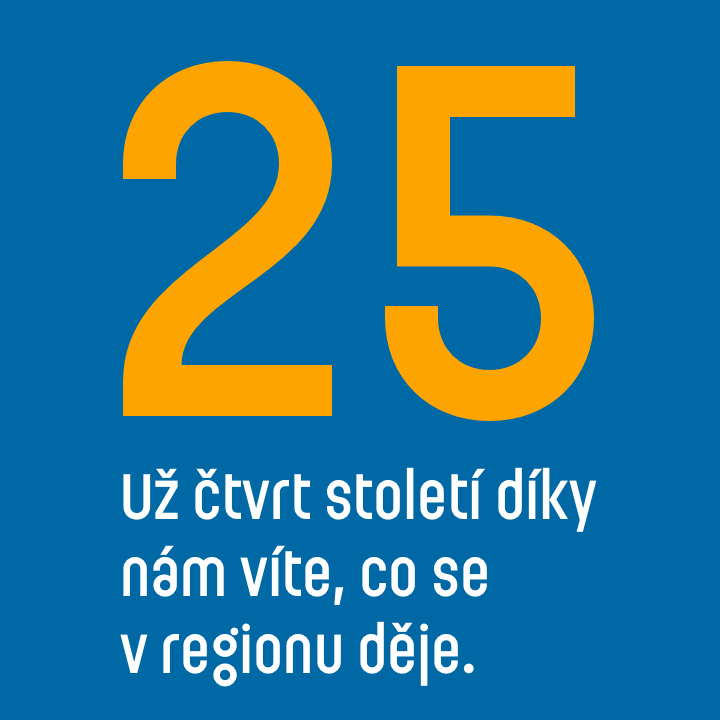 25
Už čtvrt století díky
nám víte, co se
v regionu děje.